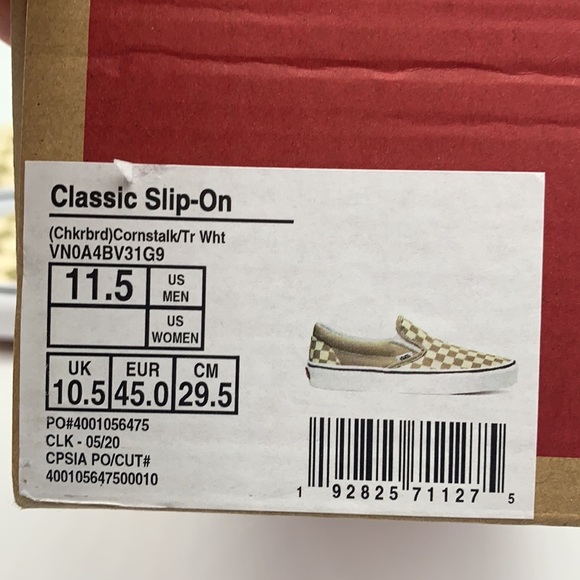 Classic Slip-On
(Chkrbrd)Cornstalk/Tr Wht
VN0A4BV31G9
11.5 US MEN
US WOMEN
UK EUR CM
10.5 45.0 29.5
PO#4001056475
CLK - 05/20
CPSIA PO/CUT#
400105647500010
1 92825 71127 5